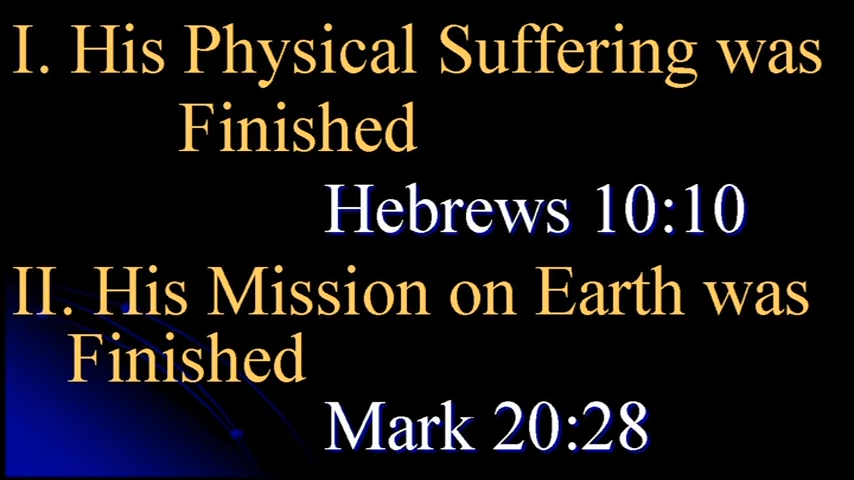 I. His Physical Suffering was
Finished
Hebrews 10:10
II. His Mission on Earth was
Finished
Mark 20:28